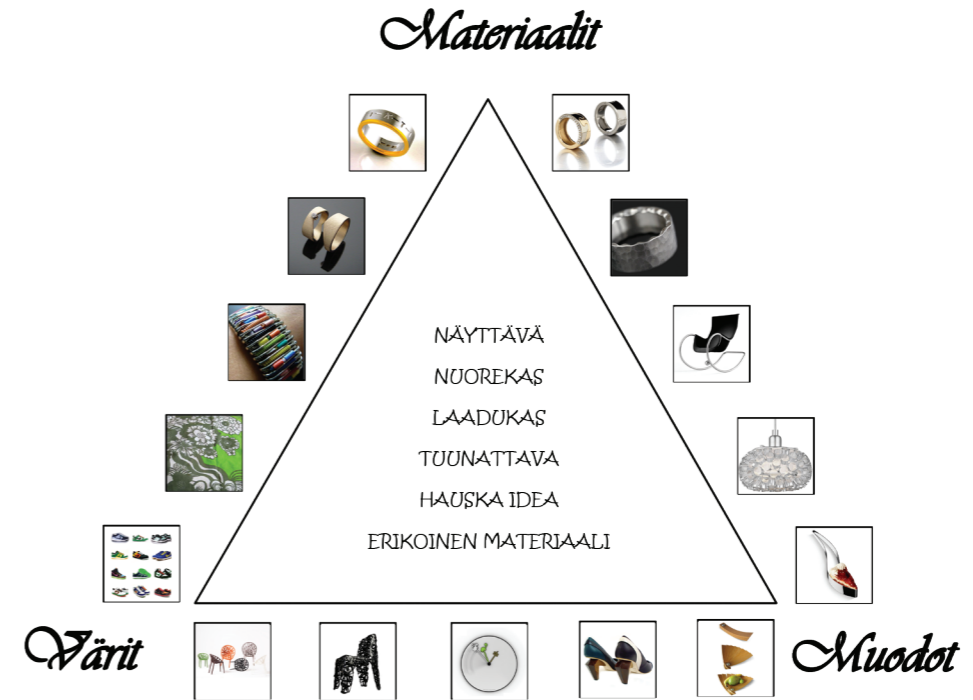 Materiaalit
NÄYTTÄVÄ
NUOREKAS
LAADUKAS
TUUNATTAVA
HAUSKA IDEA
ERIKOINEN MATERIAALI
Värit
Muodot